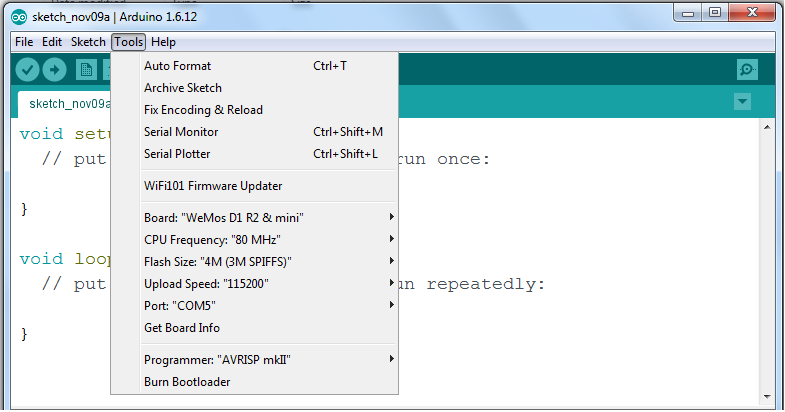 sketch_nov09a | Arduino 1.6.12
File Edit Sketch Tools Help
sketch_nov09a
Auto Format Ctrl+T
Archive Sketch
Fix Encoding & Reload
Serial Monitor Ctrl+Shift+M
Serial Plotter Ctrl+Shift+L
WiFi101 Firmware Updater
Board: "WeMos D1 R2 & mini"
CPU Frequency: "80 MHz"
Flash Size: "4M (3M SPIFFS)"
Upload Speed: "115200"
Port: "COM5"
Get Board Info
Programmer: "AVRISP mkII"
Burn Bootloader
void setu
// put run once:
}
void loop
// put un repeatedly:
}